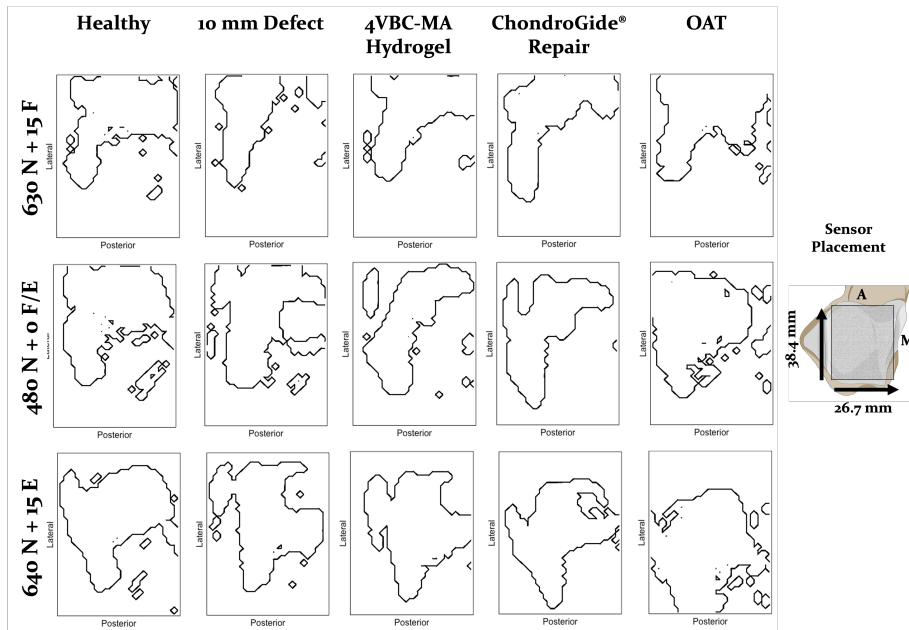 Healthy
10 mm Defect
4VBC-MA
Hydrogel
ChondroGide®
Repair
OAT
630 N + 15 F
Lateral
Posterior
Lateral
Posterior
Lateral
Posterior
Lateral
Posterior
Lateral
Posterior
480 N + 0 F/E
Posterior
Lateral
Posterior
Lateral
Posterior
Lateral
Posterior
Lateral
Posterior
640 N + 15 E
Lateral
Posterior
Lateral
Posterior
Lateral
Posterior
Lateral
Posterior
Lateral
Posterior
Sensor
Placement
A
M
38.4 mm
26.7 mm